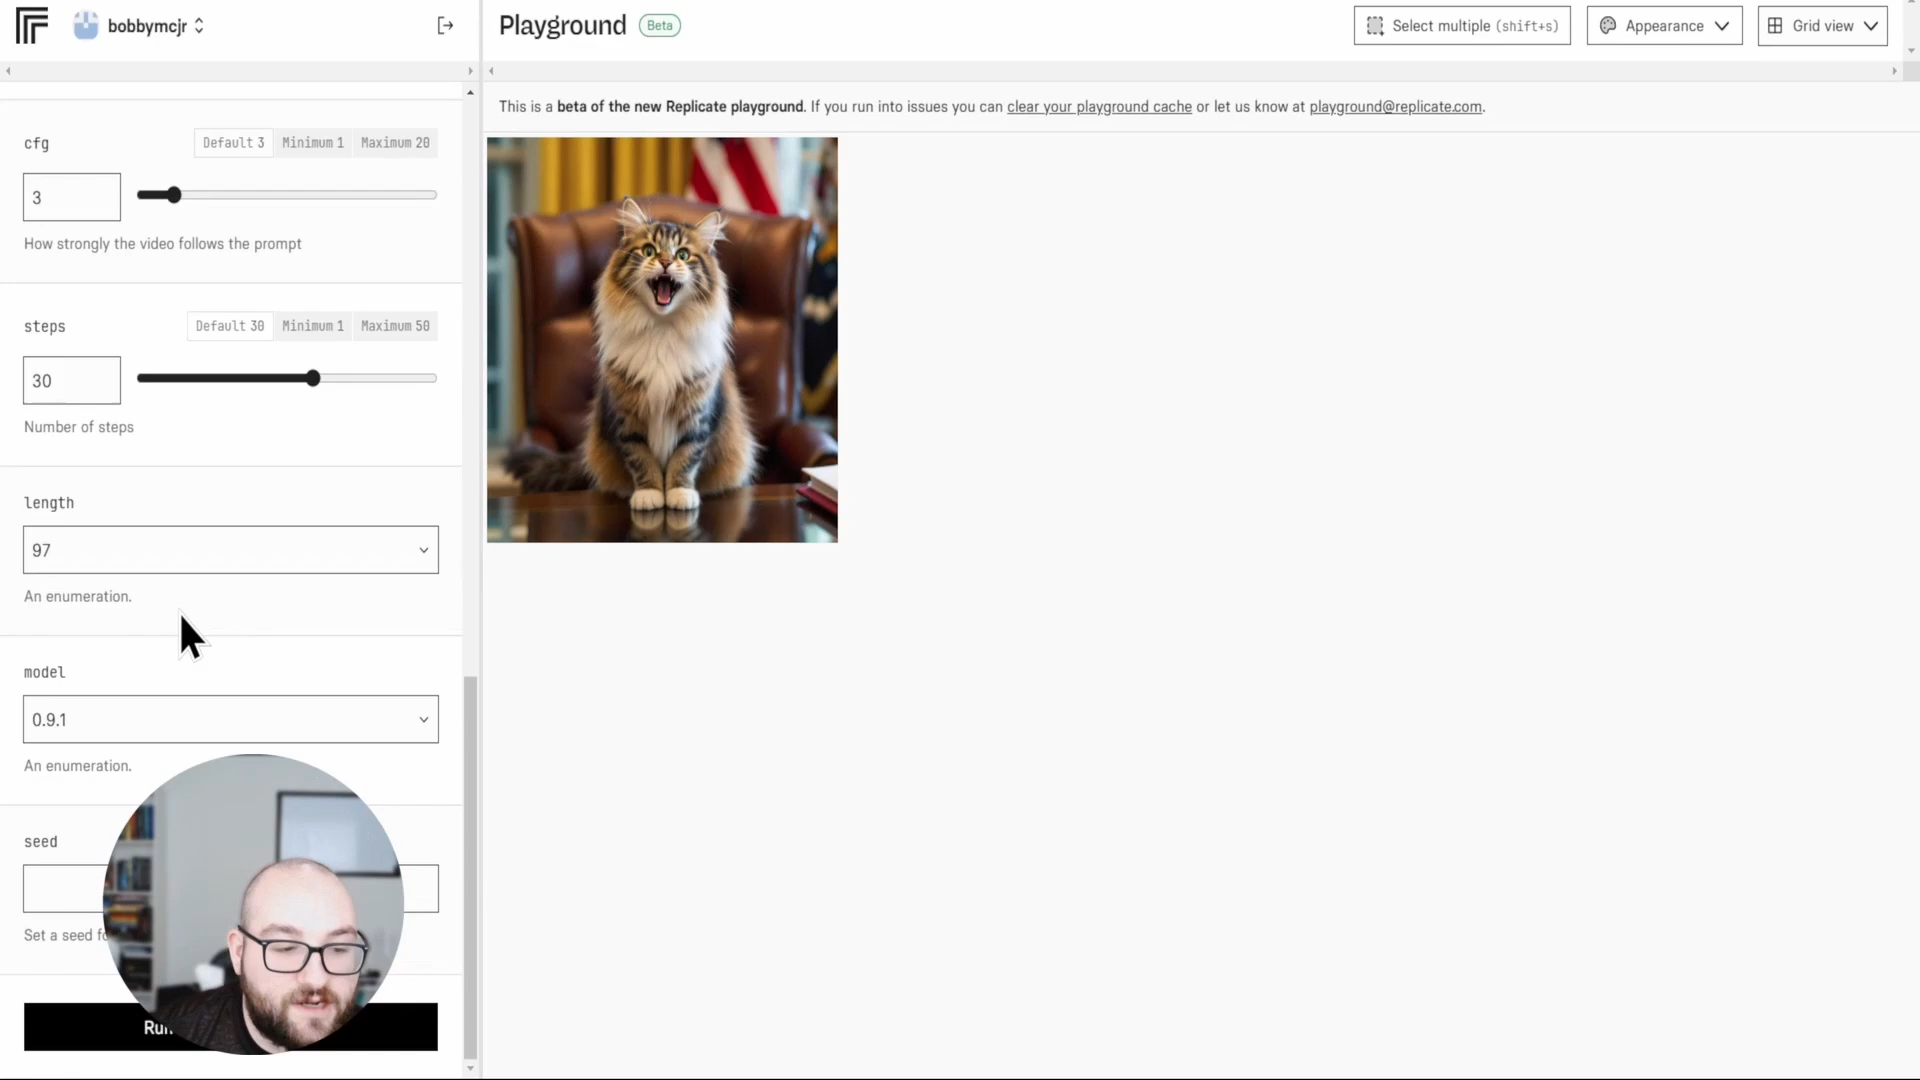 bobbymcjr
Playground
Beta
Select multiple (shift+s)
Appearance
Grid view
This is a beta of the new Replicate playground. If you run into issues you can clear your playground cache or let us know at playground@replicate.com.
cfg
Default 3
Minimum 1
Maximum 20
3
How strongly the video follows the prompt
steps
Default 30
Minimum 1
Maximum 50
30
Number of steps
length
97
An enumeration.
model
0.9.1
An enumeration.
seed
Set a seed
Run